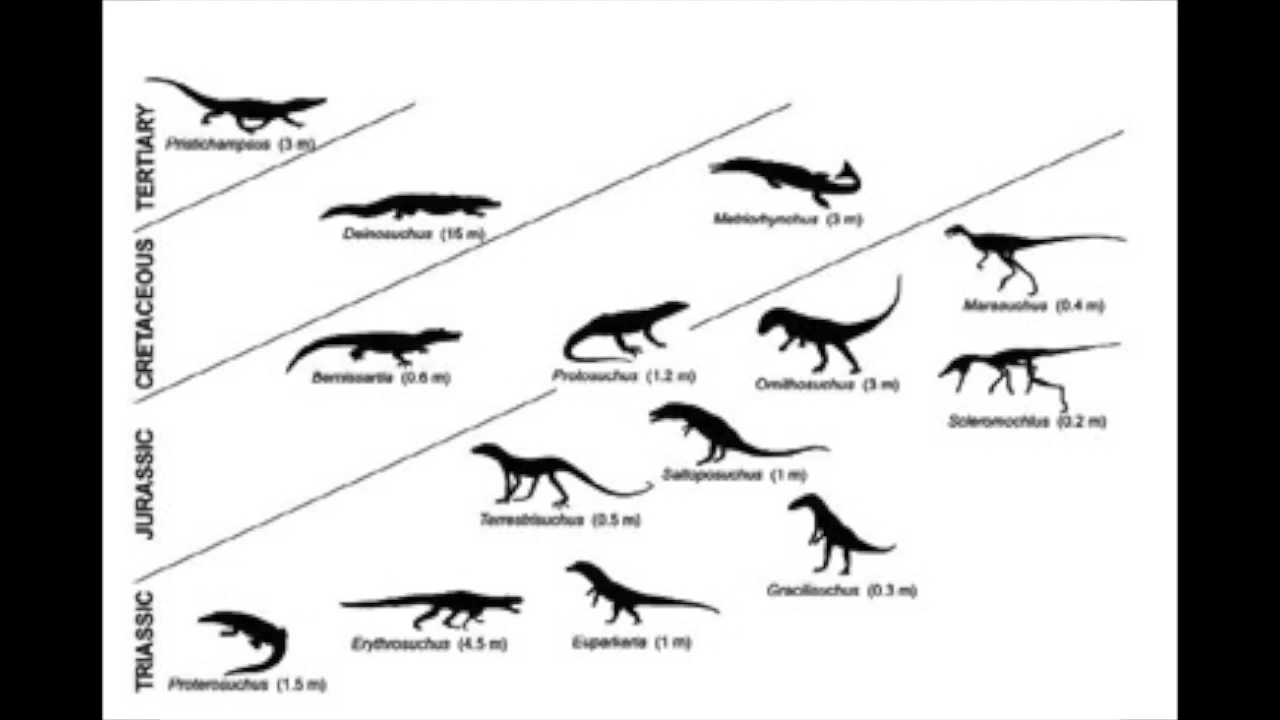 TERTIARY
Pristichampsus (3 m)
Metriorhynchus (3 m)
Deinosuchus (15 m)
CRETACEOUS
Marasuchus (0.4 m)
Bernissartia (0.6 m)
Protosuchus (1.2 m)
Ornithosuchus (3 m)
Scleromochlus (0.2 m)
JURASSIC
Saltoposuchus (1 m)
Terrestrisuchus (0.5 m)
Gracilisuchus (0.3 m)
TRIASSIC
Erythrosuchus (4.5 m)
Euparkeria (1 m)
Proterosuchus (1.5 m)